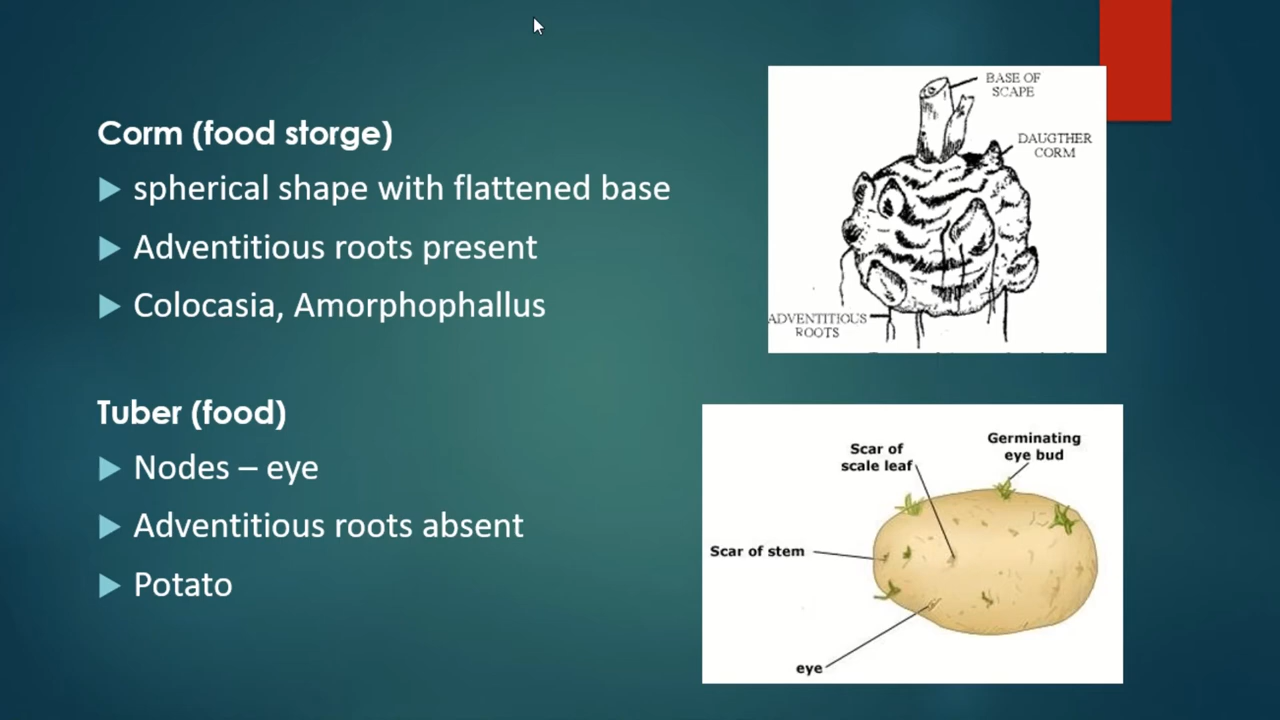 Corm (food storge)
spherical shape with flattened base
Adventitious roots present
Colocasia, Amorphophallus
BASE OF
SCAPE
DAUGTHER
CORM
ADVENTITIOUS
ROOTS
Tuber (food)
Nodes – eye
Adventitious roots absent
Potato
Scar of
scale leaf
Germinating
eye bud
Scar of stem
eye